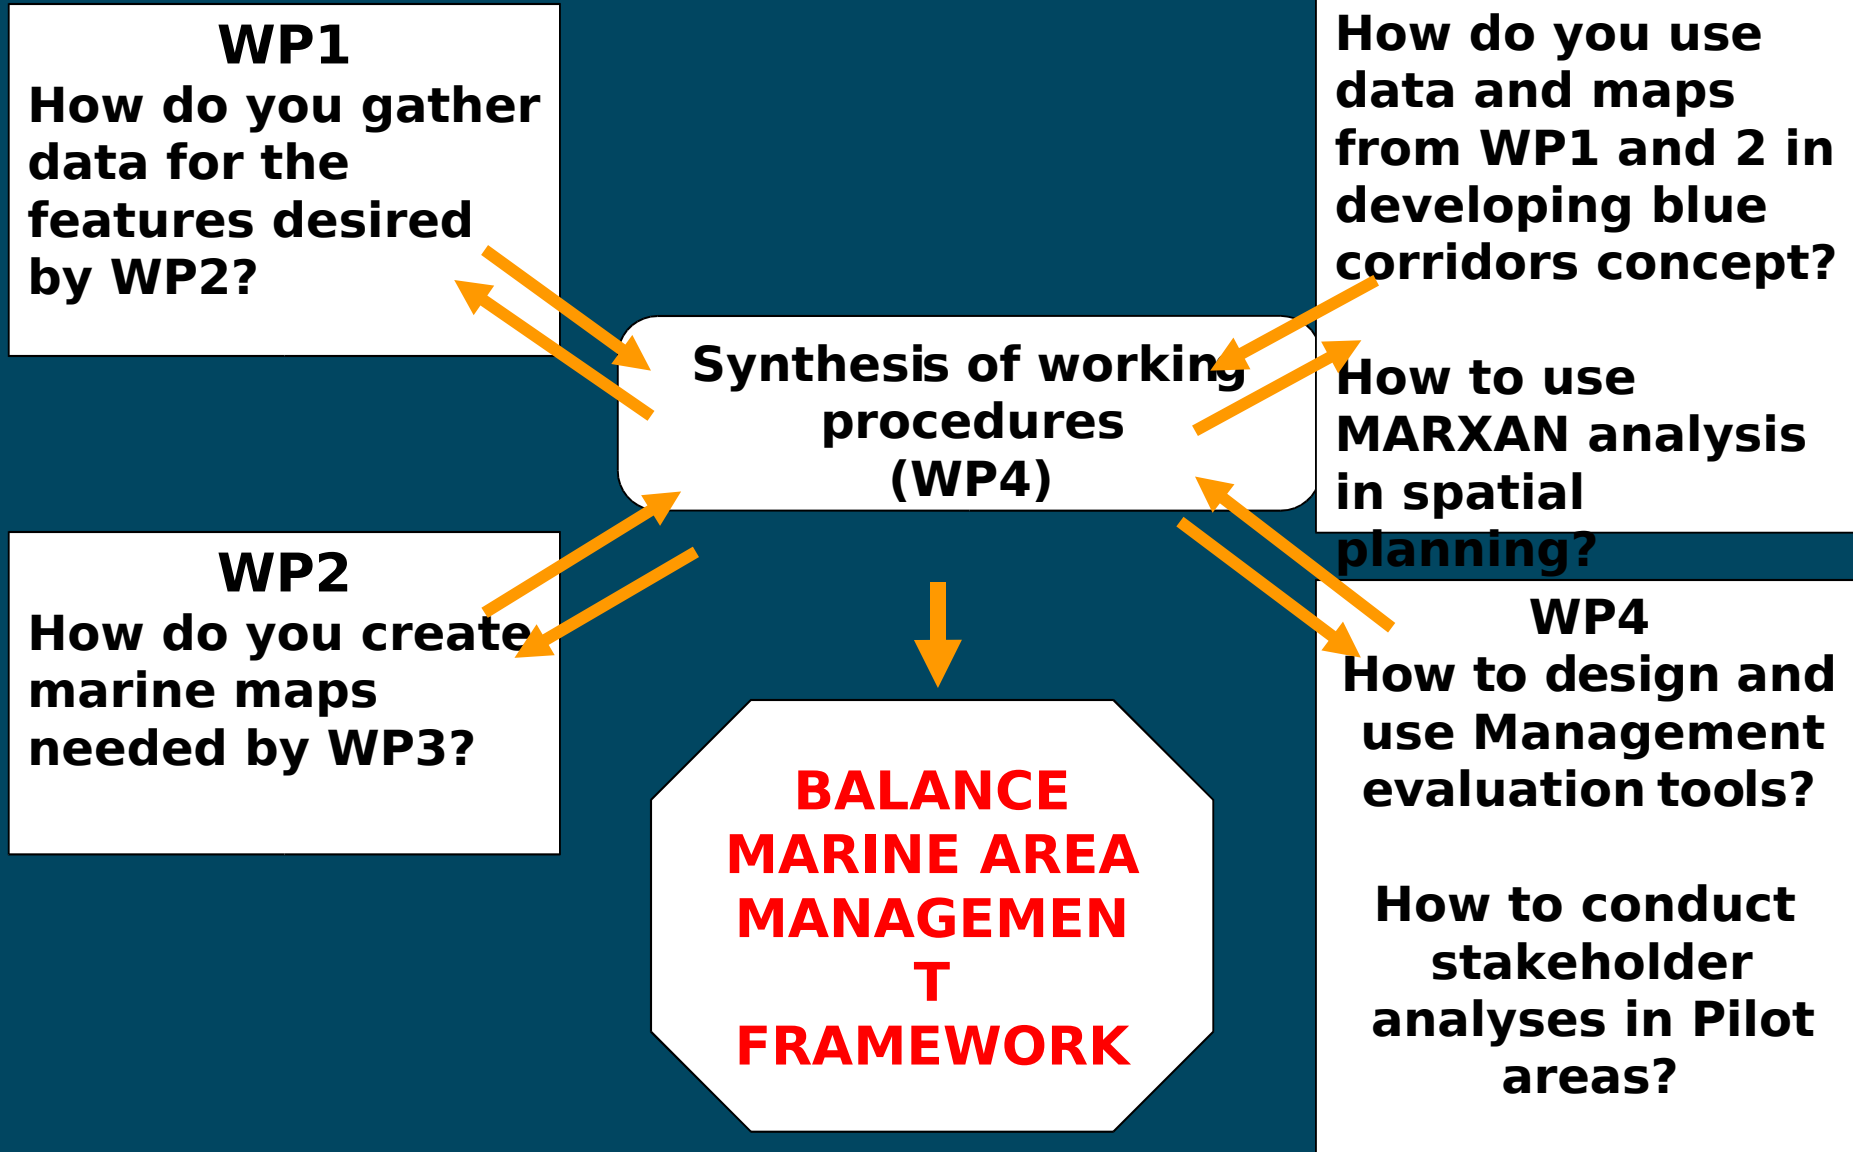 WP1
How do you gather
data for the
features desired
by WP2?
How do you use
data and maps
from WP1 and 2 in
developing blue
corridors concept?
How to use
MARXAN analysis
in spatial
planning?
Synthesis of working
procedures
(WP4)
WP2
How do you create
marine maps
needed by WP3?
WP4
How to design and
use Management
evaluation tools?
How to conduct
stakeholder
analyses in Pilot
areas?
BALANCE
MARINE AREA
MANAGEMEN
T
FRAMEWORK